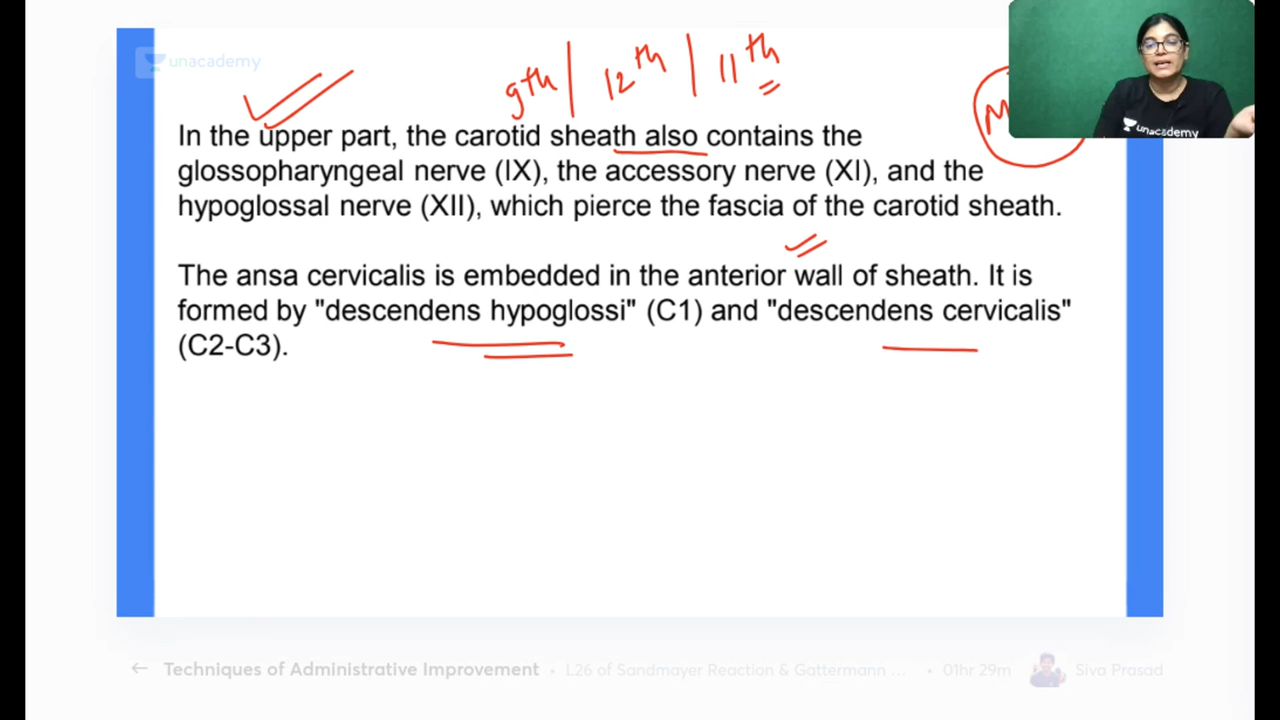 unacademy
9th | 12th | 11th
In the upper part, the carotid sheath also contains the
glossopharyngeal nerve (IX), the accessory nerve (XI), and the
hypoglossal nerve (XII), which pierce the fascia of the carotid sheath.
The ansa cervicalis is embedded in the anterior wall of sheath. It is
formed by "descendens hypoglossi" (C1) and "descendens cervicalis"
(C2-C3).
unacademy
← Techniques of Administrative Improvement • L26 of Sandmayer Reaction & Gattermann ... • 01hr 29m Siva Prasad